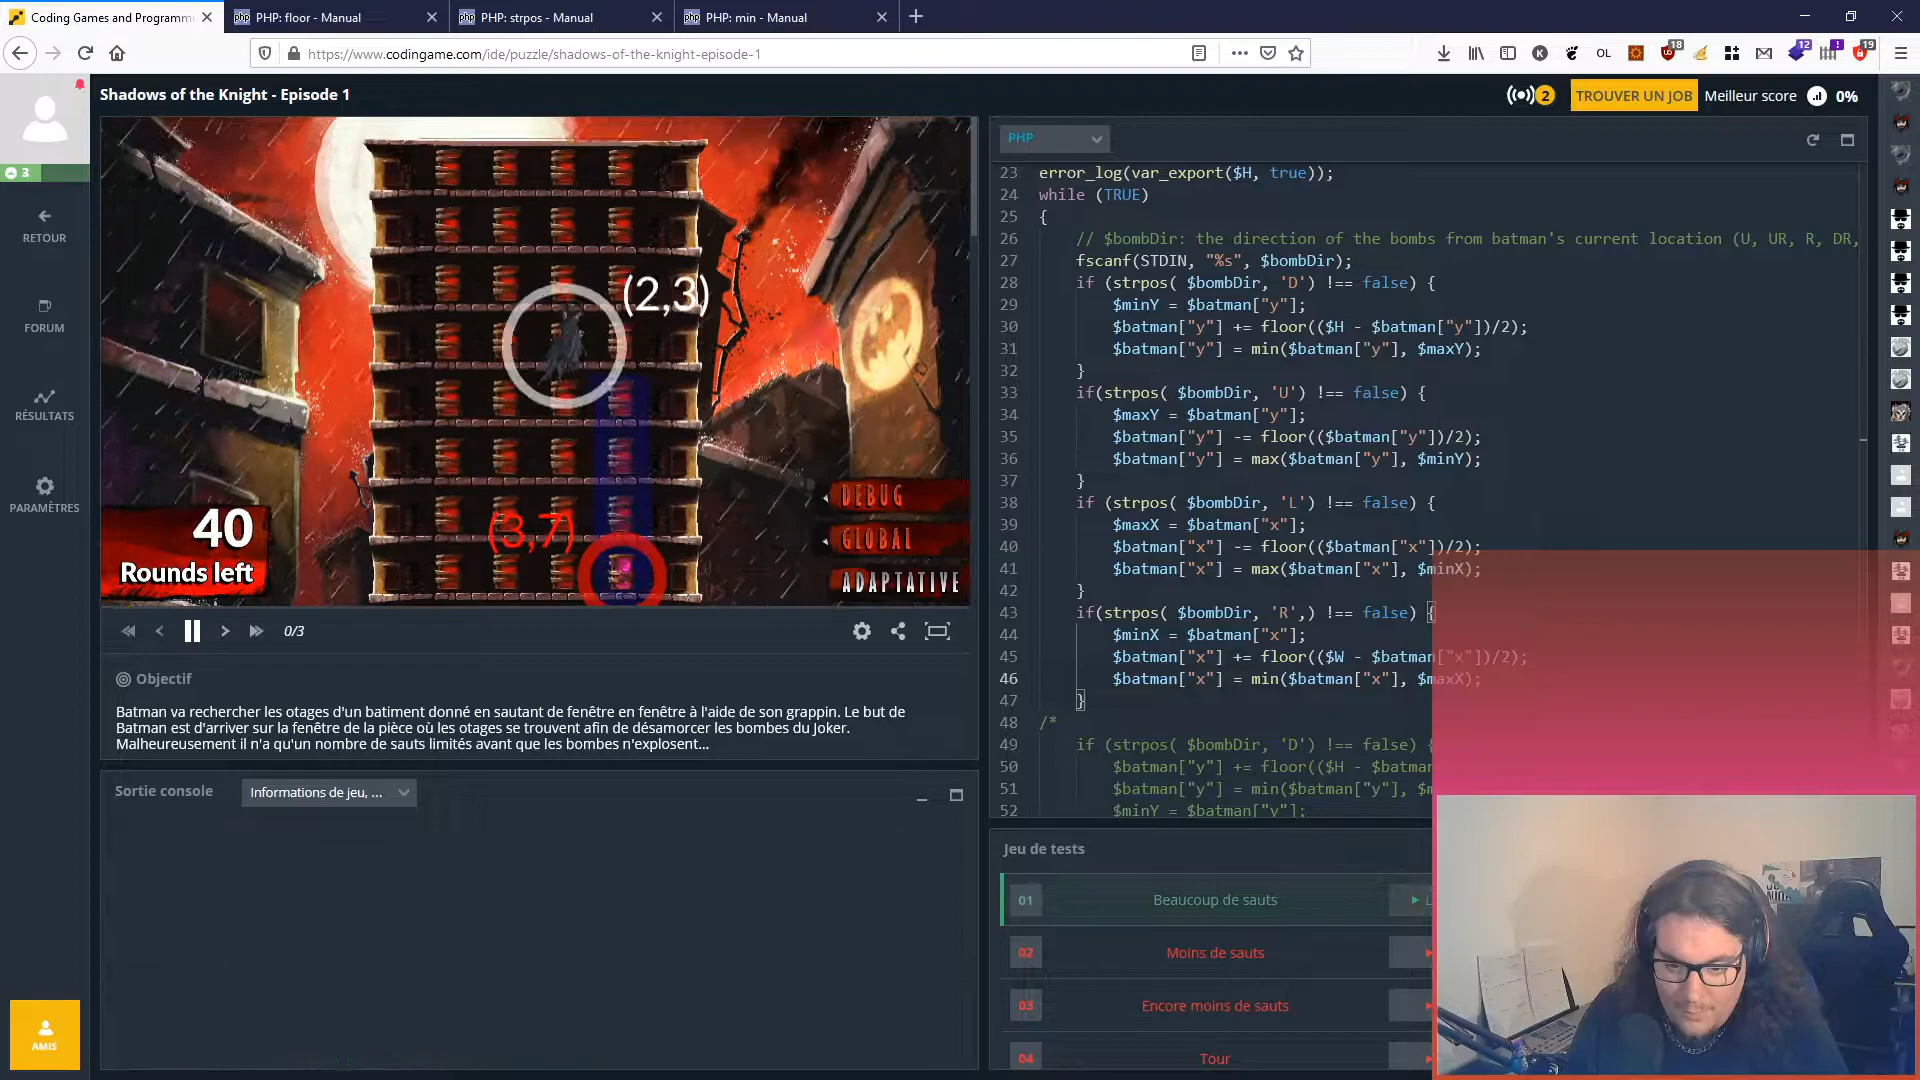 Coding Games and Programm
PHP: floor - Manual
PHP: strpos - Manual
PHP: min - Manual
https://www.codingame.com/ide/puzzle/shadows-of-the-knight-episode-1
OL
18
12
!
19
Shadows of the Knight - Episode 1
2
TROUVER UN JOB
Meilleur score
0%
3
RETOUR
FORUM
RÉSULTATS
PARAMÈTRES
AMIS
(2,3)
(3,7)
40
Rounds left
DEBUG
GLOBAL
ADAPTATIVE
0/3
Objectif
Batman va rechercher les otages d'un batiment donné en sautant de fenêtre en fenêtre à l'aide de son grappin. Le but de
Batman est d'arriver sur la fenêtre de la pièce où les otages se trouvent afin de désamorcer les bombes du Joker.
Malheureusement il n'a qu'un nombre de sauts limités avant que les bombes n'explosent...
Sortie console
Informations de jeu, ...
PHP
23 error_log(var_export($H, true));
24 while (TRUE)
25 {
26 // $bombDir: the direction of the bombs from batman's current location (U, UR, R, DR,
27 fscanf(STDIN, "%s", $bombDir);
28 if (strpos( $bombDir, 'D') !== false) {
29 $minY = $batman["y"];
30 $batman["y"] += floor(($H - $batman["y"])/2);
31 $batman["y"] = min($batman["y"], $maxY);
32 }
33 if(strpos( $bombDir, 'U') !== false) {
34 $maxY = $batman["y"];
35 $batman["y"] -= floor(($batman["y"])/2);
36 $batman["y"] = max($batman["y"], $minY);
37 }
38 if (strpos( $bombDir, 'L') !== false) {
39 $maxX = $batman["x"];
40 $batman["x"] -= floor(($batman["x"])/2);
41 $batman["x"] = max($batman["x"], $minX);
42 }
43 if(strpos( $bombDir, 'R',) !== false) {
44 $minX = $batman["x"];
45 $batman["x"] += floor(($W - $batman["x"])/2);
46 $batman["x"] = min($batman["x"], $maxX);
47 }
48 /*
49 if (strpos( $bombDir, 'D') !== false) {
50 $batman["y"] += floor(($H - $batman
51 $batman["y"] = min($batman["y"], $m
52 $minY = $batman["y"];
Jeu de tests
01 Beaucoup de sauts
02 Moins de sauts
03 Encore moins de sauts
04 Tour